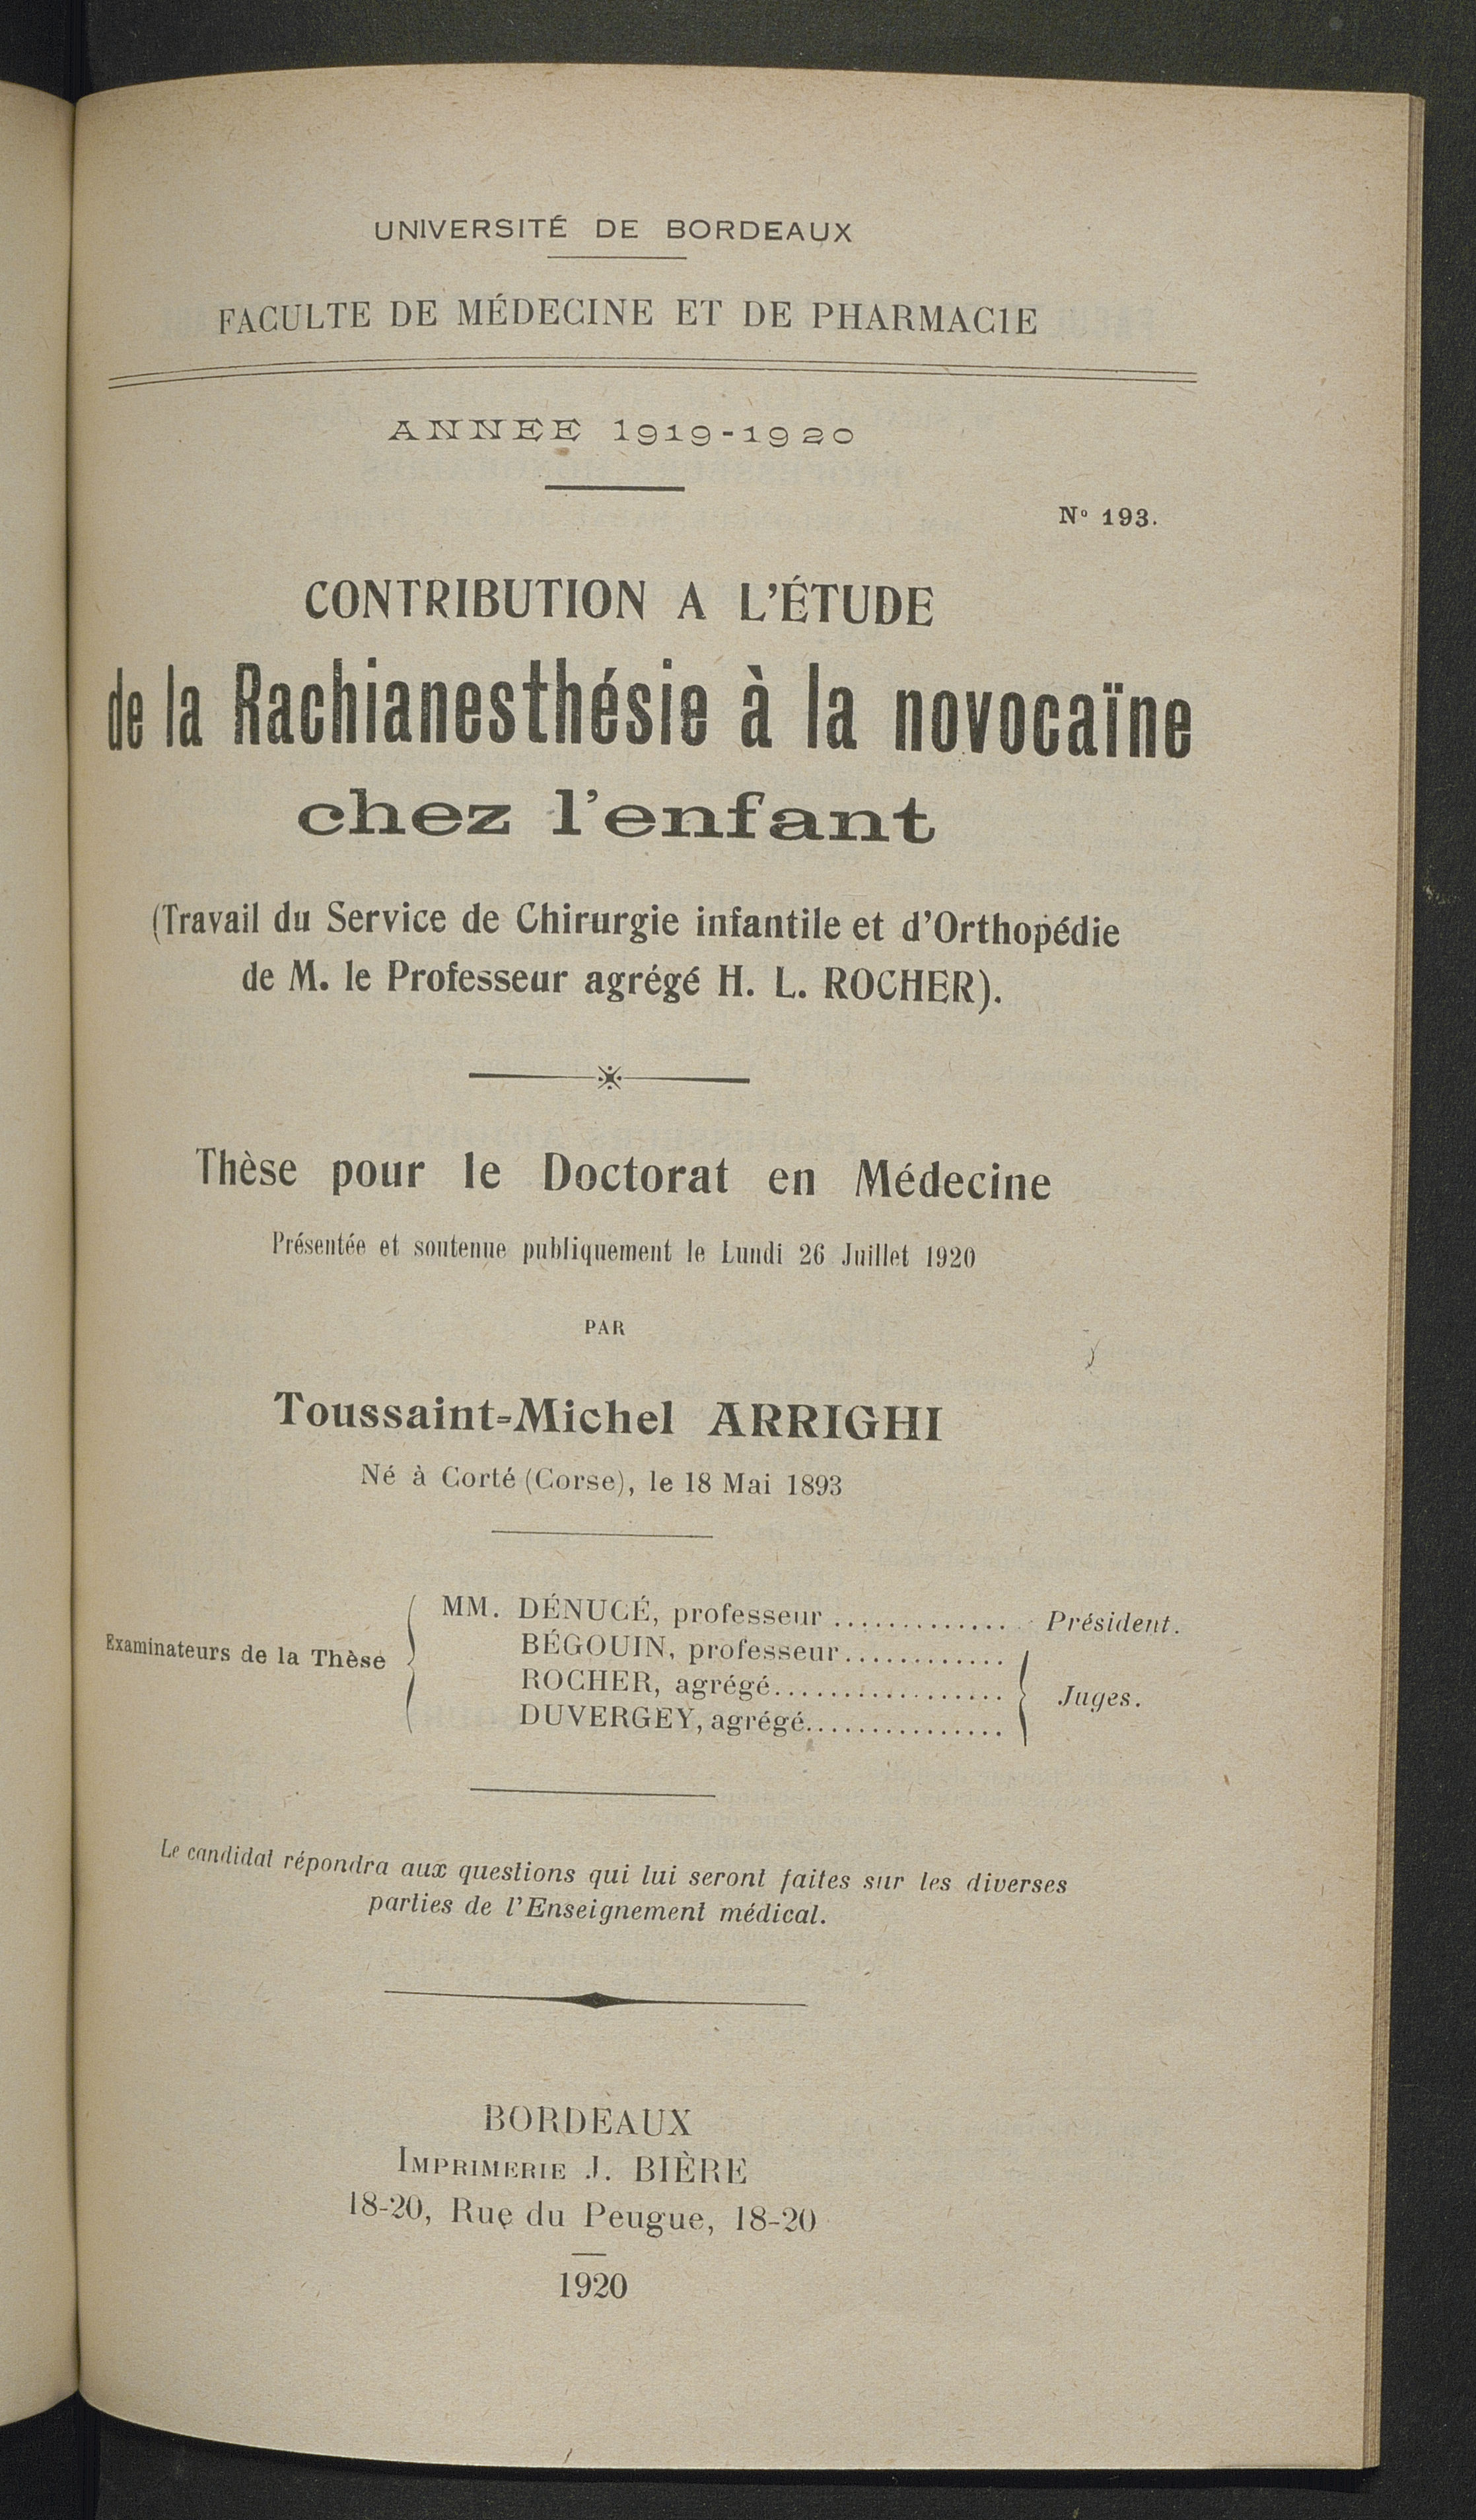 UNIVERSITÉ DE BORDEAUX
FACULTE DE MÉDECINE ET DE PHARMACIE
ANNEE 1919-1920
N° 193.
CONTRIBUTION A L'ÉTUDE
de la Rachianesthésie à la novocaïne
chez l'enfant
(Travail du Service de Chirurgie infantile et d'Orthopédie
de M. le Professeur agrégé H. L. ROCHER).
Thèse pour le Doctorat en Médecine
Présentée et soutenue publiquement le Lundi 26 Juillet 1920
PAR
Toussaint-Michel ARRIGHI
Né à Corté (Corse), le 18 Mai 1893
MM. DÉNUCÉ, professeur ............. Président.
Examinateurs de la Thèse
BÉGOUIN, professeur............
ROCHER, agrégé.................
Juges.
DUVERGEY, agrégé...............
Le candidat répondra aux questions qui lui seront faites sur les diverses
parties de l'Enseignement médical.
BORDEAUX
IMPRIMERIE J. BIÈRE
18-20, Rue du Peugue, 18-20
1920